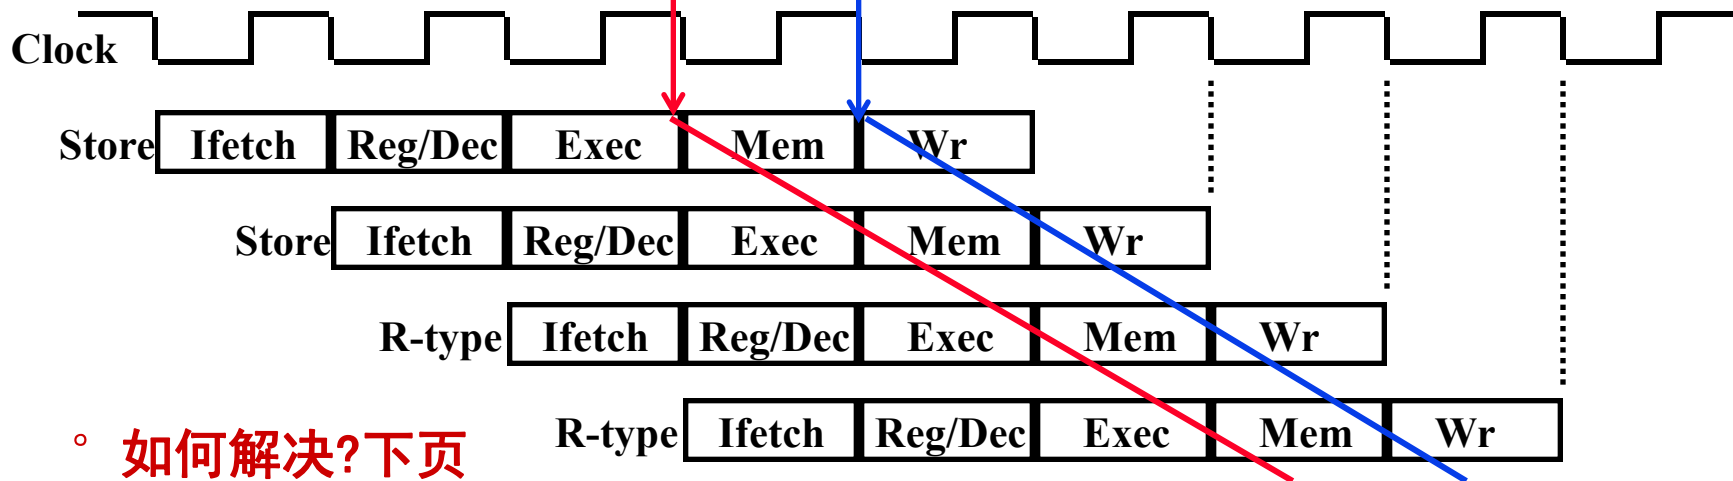 Clock
Store Ifetch Reg/Dec Exec Mem Wr
Store Ifetch Reg/Dec Exec Mem Wr
R-type Ifetch Reg/Dec Exec Mem Wr
R-type Ifetch Reg/Dec Exec Mem Wr
° 如何解决?下页